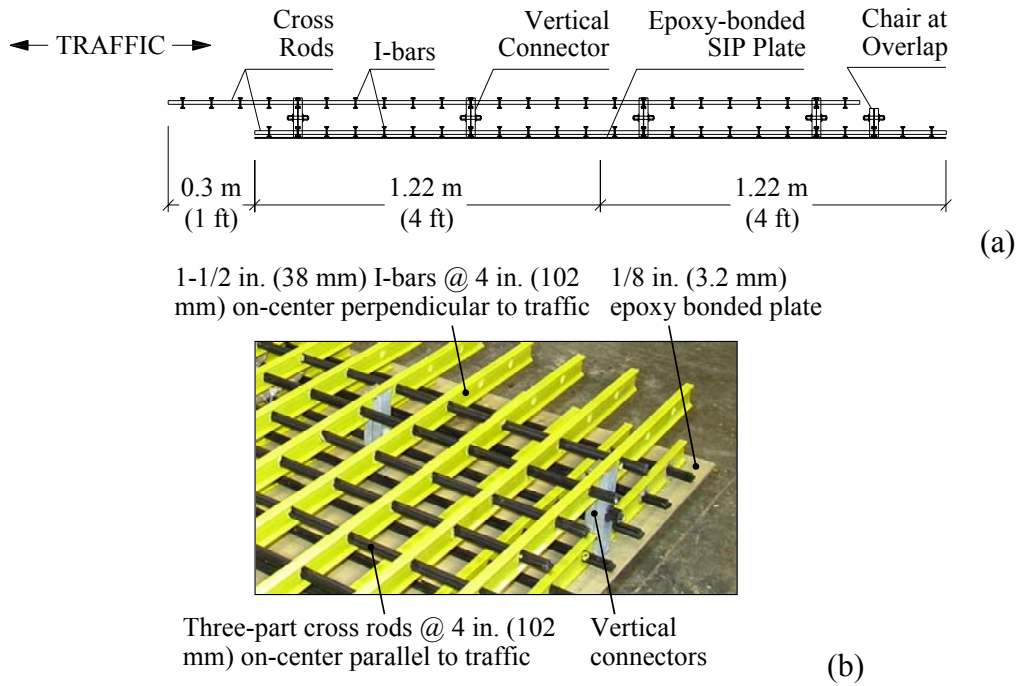 TRAFFIC
Cross
Rods
I-bars
Vertical
Connector
Epoxy-bonded
SIP Plate
Chair at
Overlap
0.3 m
(1 ft)
1.22 m
(4 ft)
1.22 m
(4 ft)
(a)
1-1/2 in. (38 mm) I-bars @ 4 in. (102
mm) on-center perpendicular to traffic
1/8 in. (3.2 mm)
epoxy bonded plate
Three-part cross rods @ 4 in. (102
mm) on-center parallel to traffic
Vertical
connectors
(b)